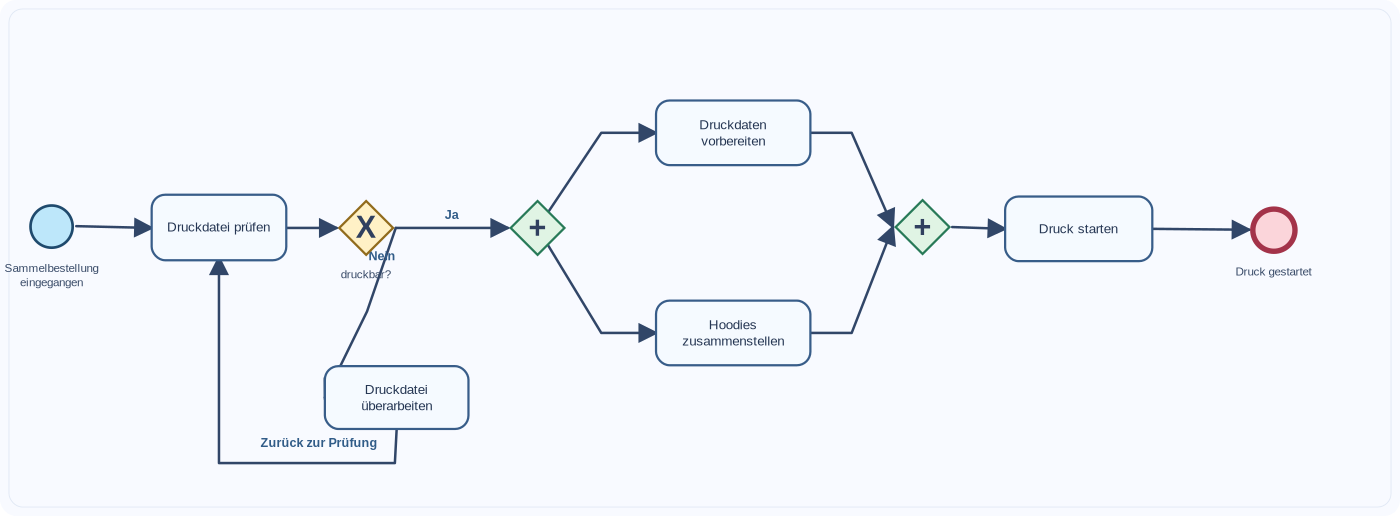 Druckdaten
vorbereiten
Ja
Druckdatei prüfen
X
+
+
Druck starten
Nein
Sammelbestellung
eingegangen
druckbar?
Druck gestartet
Hoodies
zusammenstellen
Druckdatei
überarbeiten
Zurück zur Prüfung